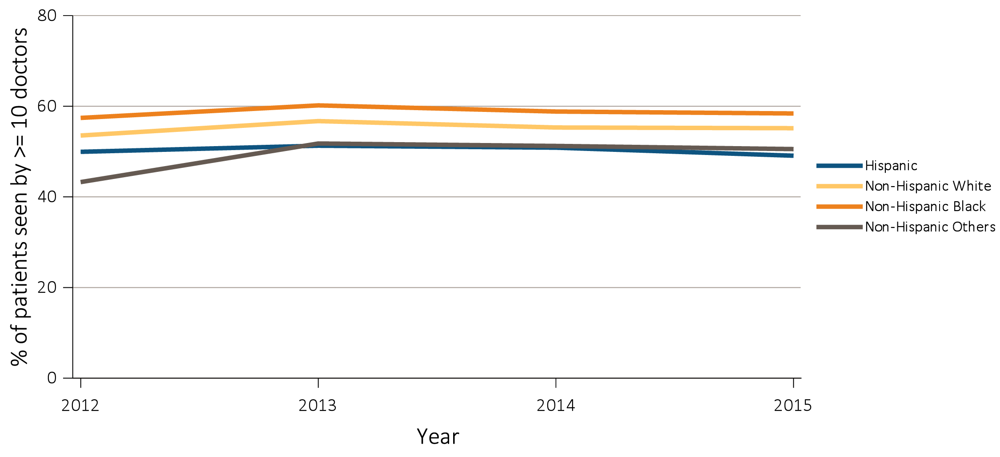 % of patients seen by >= 10 doctors
80
60
40
20
0
2012 2013 2014 2015
Year
Hispanic
Non-Hispanic White
Non-Hispanic Black
Non-Hispanic Others